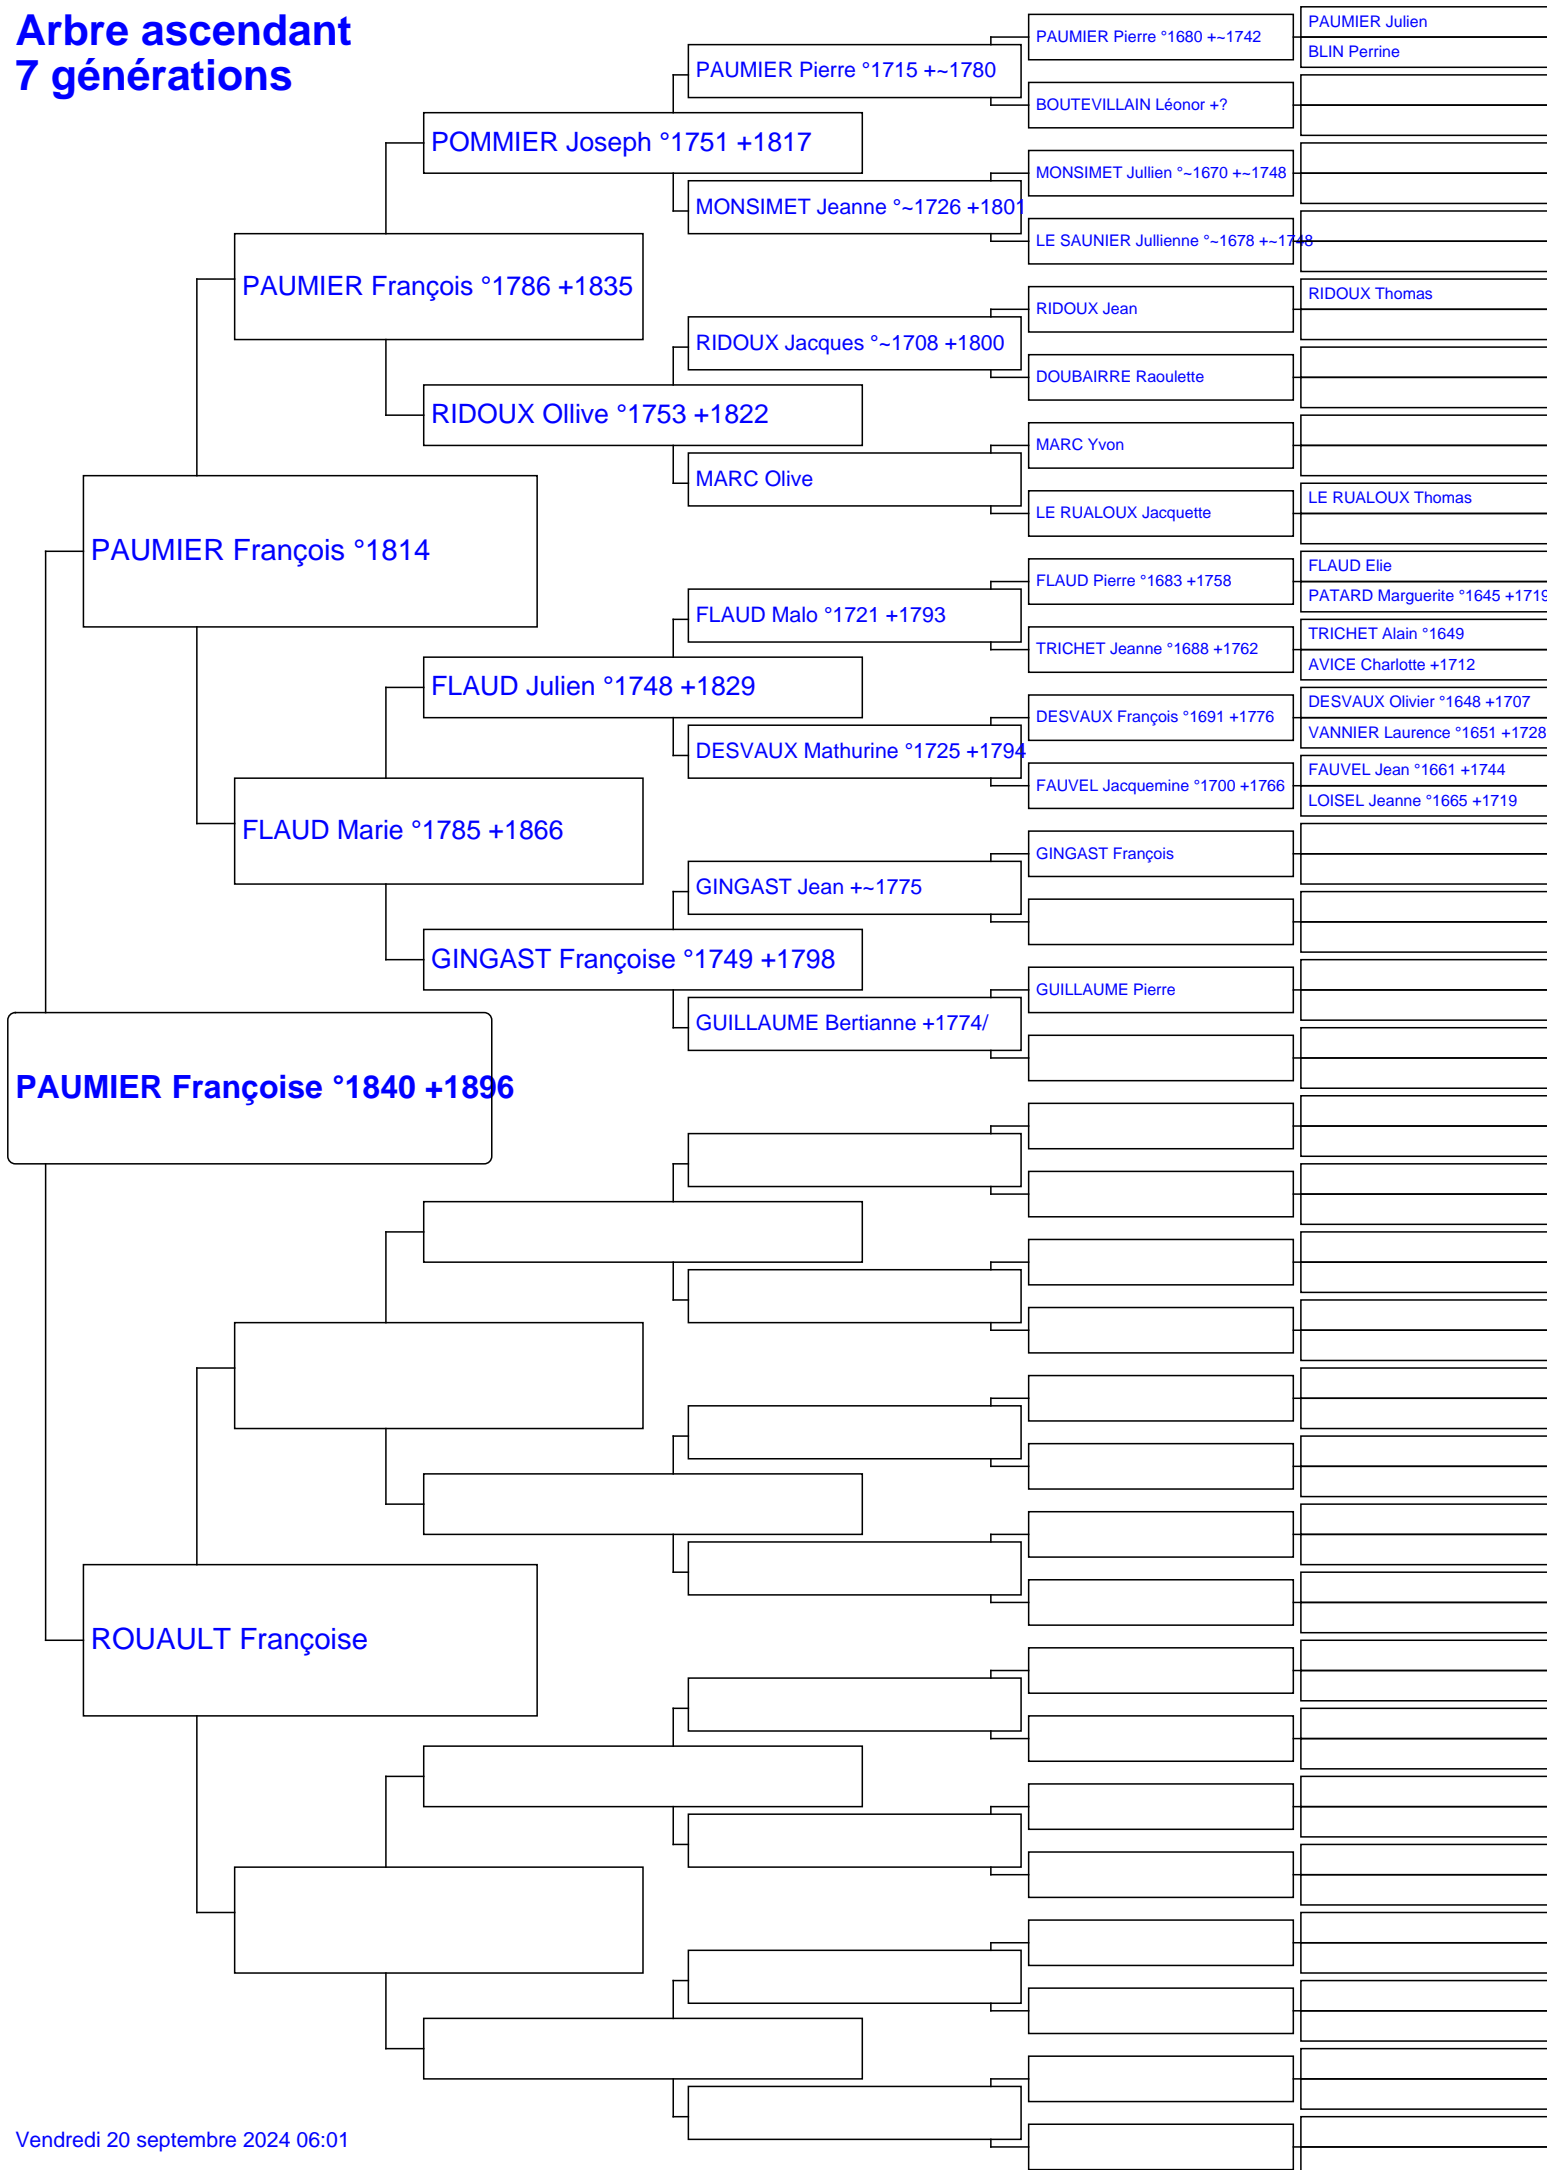 Arbre ascendant
7 générations
PAUMIER Françoise °1840 +1896
PAUMIER François °1814
ROUAULT Françoise
PAUMIER François °1786 +1835
FLAUD Marie °1785 +1866
POMMIER Joseph °1751 +1817
RIDOUX Ollive °1753 +1822
FLAUD Julien °1748 +1829
GINGAST Françoise °1749 +1798
PAUMIER Pierre °1715 +~1780
MONSIMET Jeanne °~1726 +1801
RIDOUX Jacques °~1708 +1800
MARC Olive
FLAUD Malo °1721 +1793
DESVAUX Mathurine °1725 +1794
GINGAST Jean +~1775
GUILLAUME Bertianne +1774/
PAUMIER Pierre °1680 +~1742
BOUTEVILLAIN Léonor +?
MONSIMET Jullien °~1670 +~1748
LE SAUNIER Jullienne °~1678 +~1748
RIDOUX Jean
DOUBAIRRE Raoulette
MARC Yvon
LE RUALOUX Jacquette
FLAUD Pierre °1683 +1758
TRICHET Jeanne °1688 +1762
DESVAUX François °1691 +1776
FAUVEL Jacquemine °1700 +1766
GINGAST François
GUILLAUME Pierre
PAUMIER Julien
BLIN Perrine
RIDOUX Thomas
LE RUALOUX Thomas
FLAUD Elie
PATARD Marguerite °1645 +1719
TRICHET Alain °1649
AVICE Charlotte +1712
DESVAUX Olivier °1648 +1707
VANNIER Laurence °1651 +1728
FAUVEL Jean °1661 +1744
LOISEL Jeanne °1665 +1719
Vendredi 20 septembre 2024 06:01